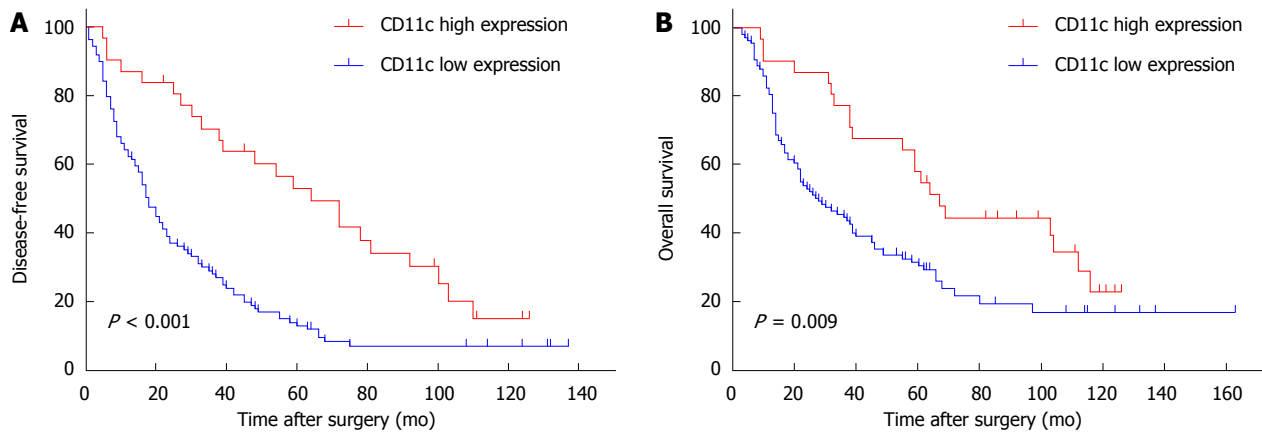 A
CD11c high expression
CD11c low expression
Disease-free survival
100
80
60
40
20
0
P < 0.001
0 20 40 60 80 100 120 140
Time after surgery (mo)
B
CD11c high expression
CD11c low expression
Overall survival
100
80
60
40
20
0
P = 0.009
0 20 40 60 80 100 120 140 160
Time after surgery (mo)